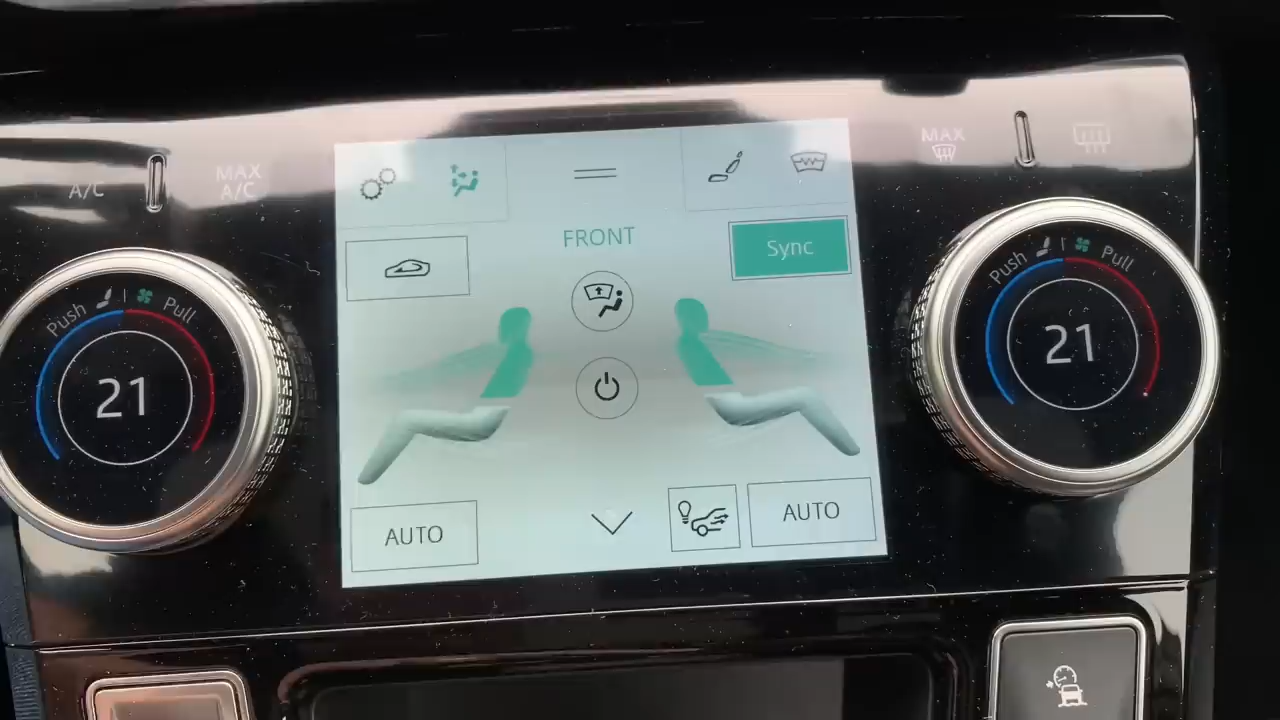 A/C
MAX
A/C
MAX
FRONT
Sync
Push
Pull
21
Push
Pull
21
AUTO
AUTO